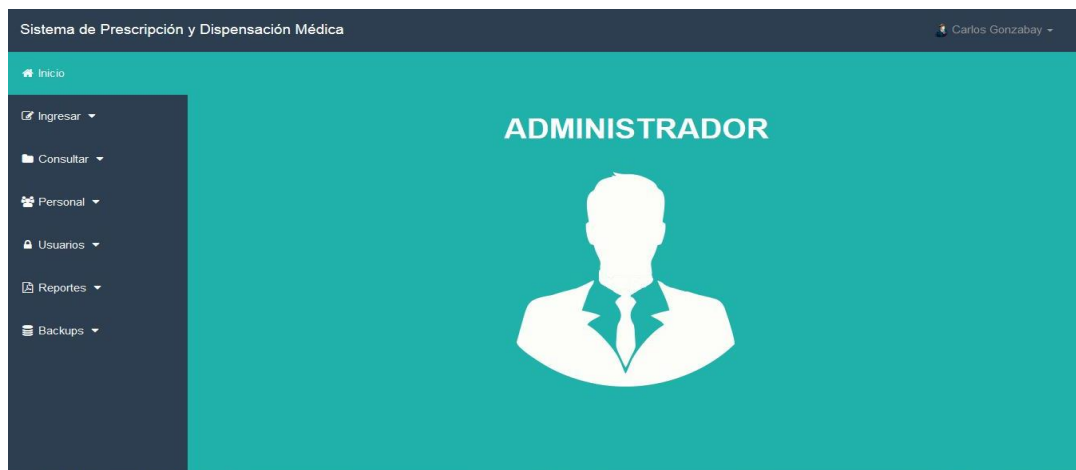 Sistema de Prescripción y Dispensación Médica
Carlos Gonzabay
Inicio
Ingresar
Consultar
Personal
Usuarios
Reportes
Backups
ADMINISTRADOR